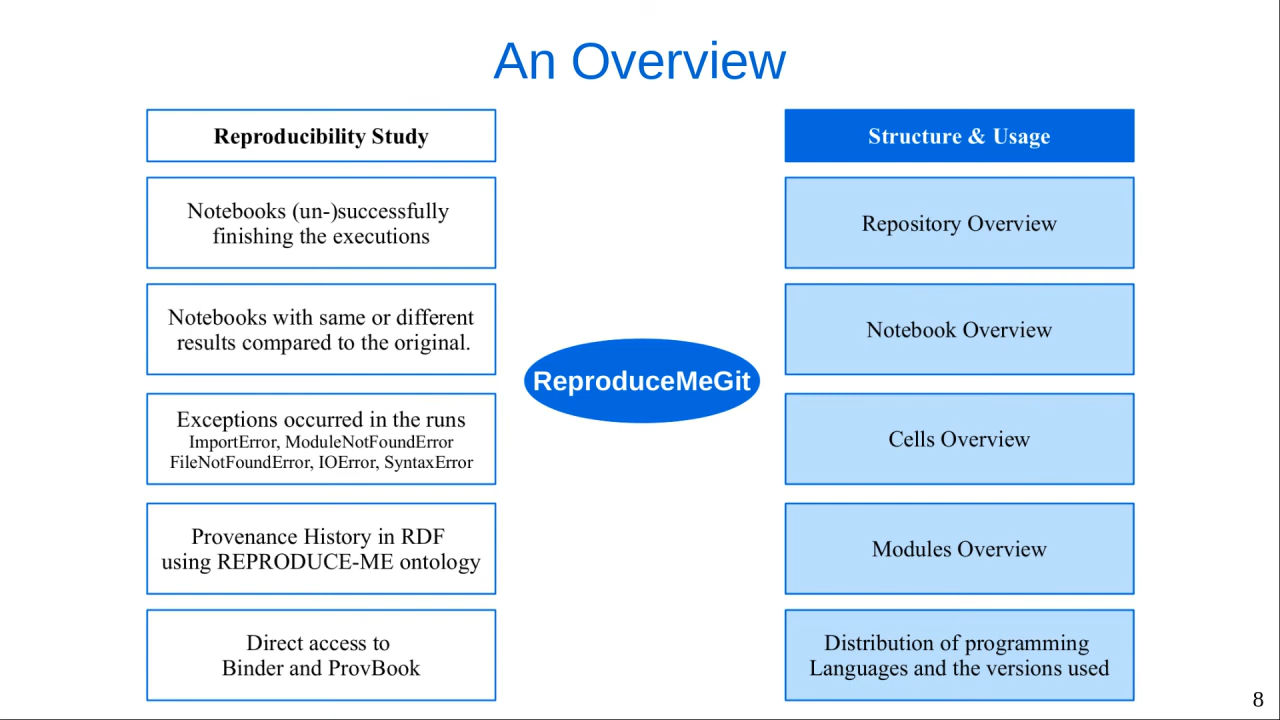 An Overview
Reproducibility Study
Notebooks (un-)successfully
finishing the executions
Notebooks with same or different
results compared to the original.
Exceptions occurred in the runs
ImportError, ModuleNotFoundError
FileNotFoundError, IOError, SyntaxError
Provenance History in RDF
using REPRODUCE-ME ontology
Direct access to
Binder and ProvBook
ReproduceMeGit
Structure & Usage
Repository Overview
Notebook Overview
Cells Overview
Modules Overview
Distribution of programming
Languages and the versions used
8